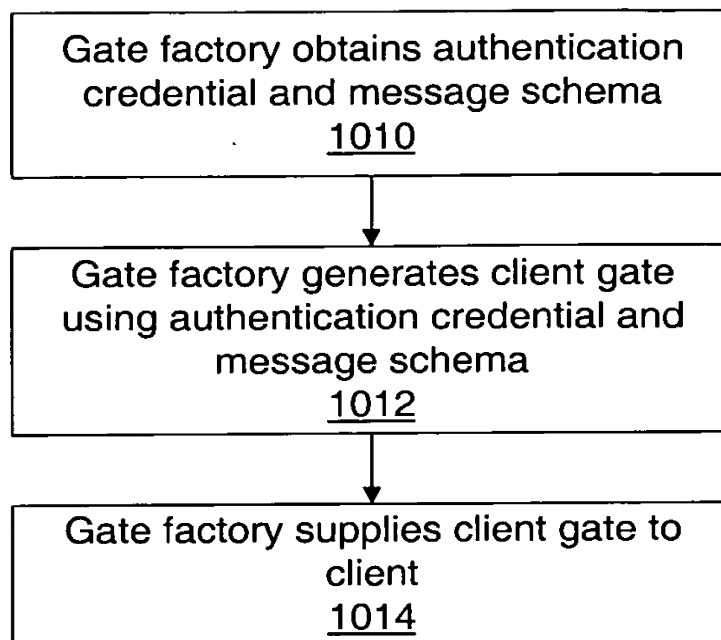 Gate factory obtains authentication
credential and message schema
1010
Gate factory generates client gate
using authentication credential and
message schema
1012
Gate factory supplies client gate to
client
1014